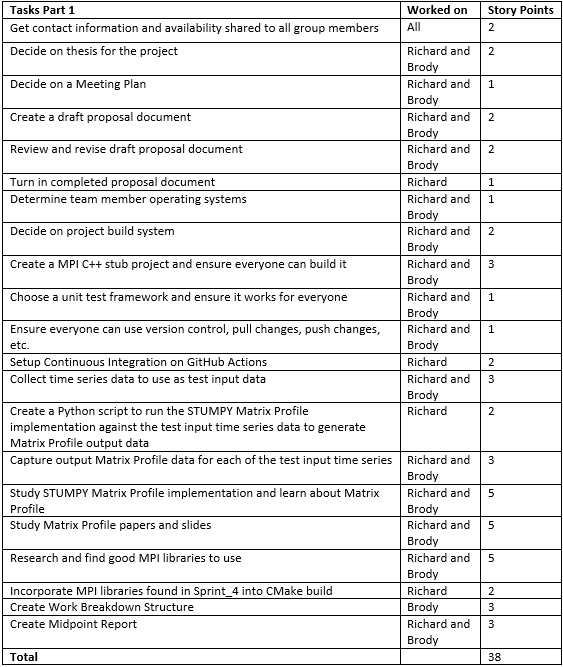 Tasks Part 1 Worked on Story Points
Get contact information and availability shared to all group members All 2
Decide on thesis for the project Richard and 2
Brody
Decide on a Meeting Plan Richard and 1
Brody
Create a draft proposal document Richard and 2
Brody
Review and revise draft proposal document Richard and 2
Brody
Turn in completed proposal document Richard 1
Determine team member operating systems Richard and 1
Brody
Decide on project build system Richard and 2
Brody
Create a MPI C++ stub project and ensure everyone can build it Richard and 3
Brody
Choose a unit test framework and ensure it works for everyone Richard and 1
Brody
Ensure everyone can use version control, pull changes, push changes, Richard and 1
etc. Brody
Setup Continuous Integration on GitHub Actions Richard 2
Collect time series data to use as test input data Richard and 3
Brody
Create a Python script to run the STUMPY Matrix Profile Richard 2
implementation against the test input time series data to generate
Matrix Profile output data
Capture output Matrix Profile data for each of the test input time series Richard and 3
Brody
Study STUMPY Matrix Profile implementation and learn about Matrix Richard and 5
Profile Brody
Study Matrix Profile papers and slides Richard and 5
Brody
Research and find good MPI libraries to use Richard and 5
Brody
Incorporate MPI libraries found in Sprint_4 into CMake build Richard 2
Create Work Breakdown Structure Brody 3
Create Midpoint Report Richard and 3
Brody
Total 38